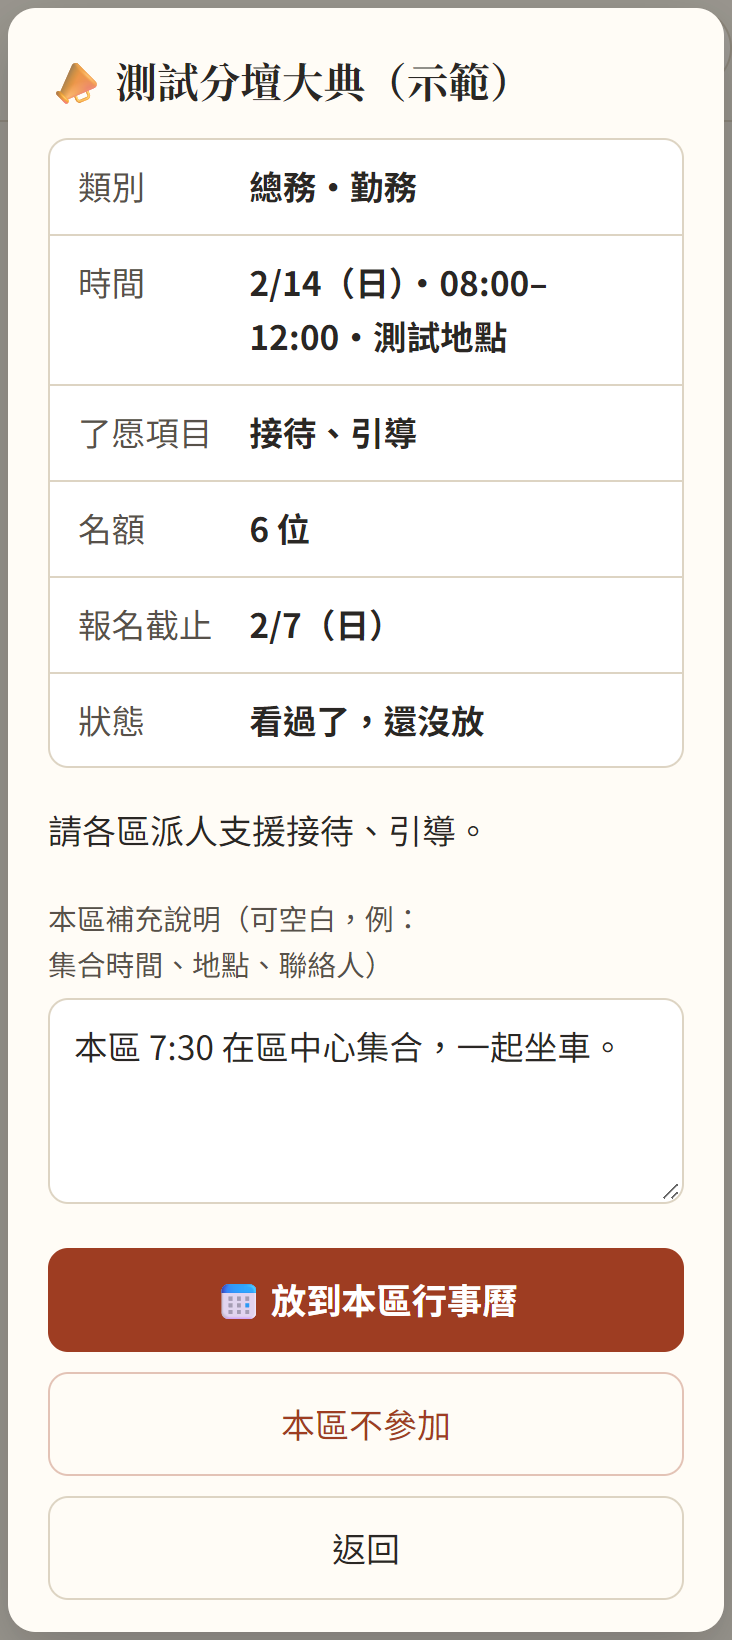 測試分壇大典（示範）
類別 總務・勤務
時間 2/14（日）・08:00–
12:00・測試地點
了愿項目 接待、引導
名額 6 位
報名截止 2/7（日）
狀態 看過了，還沒放
請各區派人支援接待、引導。
本區補充說明（可空白，例：
集合時間、地點、聯絡人）
本區 7:30 在區中心集合，一起坐車。
放到本區行事曆
本區不參加
返回